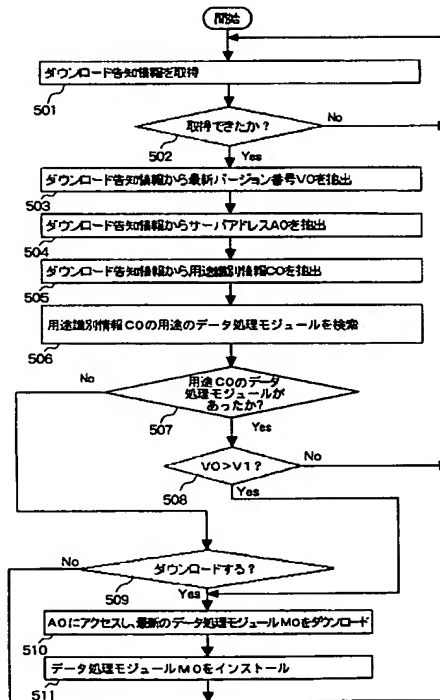 開始
ダウンロード告知情報を取得
501
取得できたか？
No
502
Yes
ダウンロード告知情報から最新バージョン番号V0を抽出
503
ダウンロード告知情報からサーバアドレスA0を抽出
504
ダウンロード告知情報から用途識別情報C0を抽出
505
用途識別情報C0の用途のデータ処理モジュールを検索
506
No
用途C0のデータ
処理モジュールが
あったか?
507
Yes
V0>V1?
No
508
Yes
No
ダウンロードする？
509
Yes
A0にアクセスし、最新のデータ処理モジュールM0をダウンロード
510
データ処理モジュールM0をインストール
511